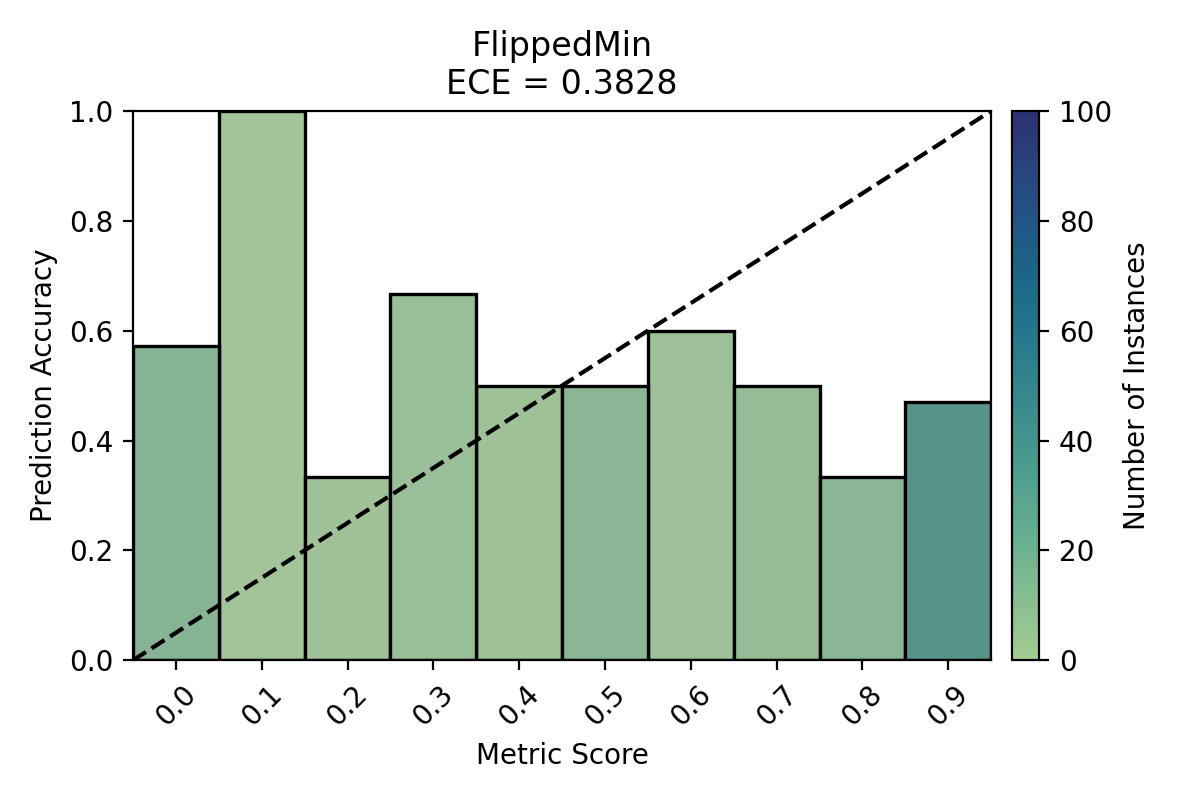 FlippedMin
ECE = 0.3828
1.0
0.8
0.6
0.4
0.2
0.0
Prediction Accuracy
0.0 0.1 0.2 0.3 0.4 0.5 0.6 0.7 0.8 0.9
Metric Score
100
80
60
40
20
0
Number of Instances